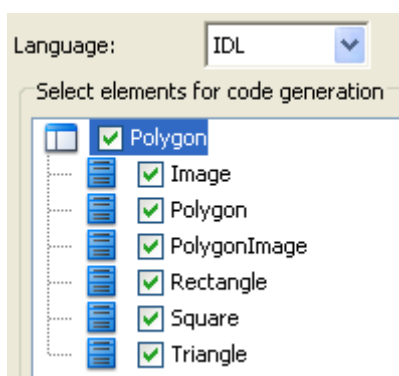 Language: IDL
Select elements for code generation
Polygon
Image
Polygon
PolygonImage
Rectangle
Square
Triangle